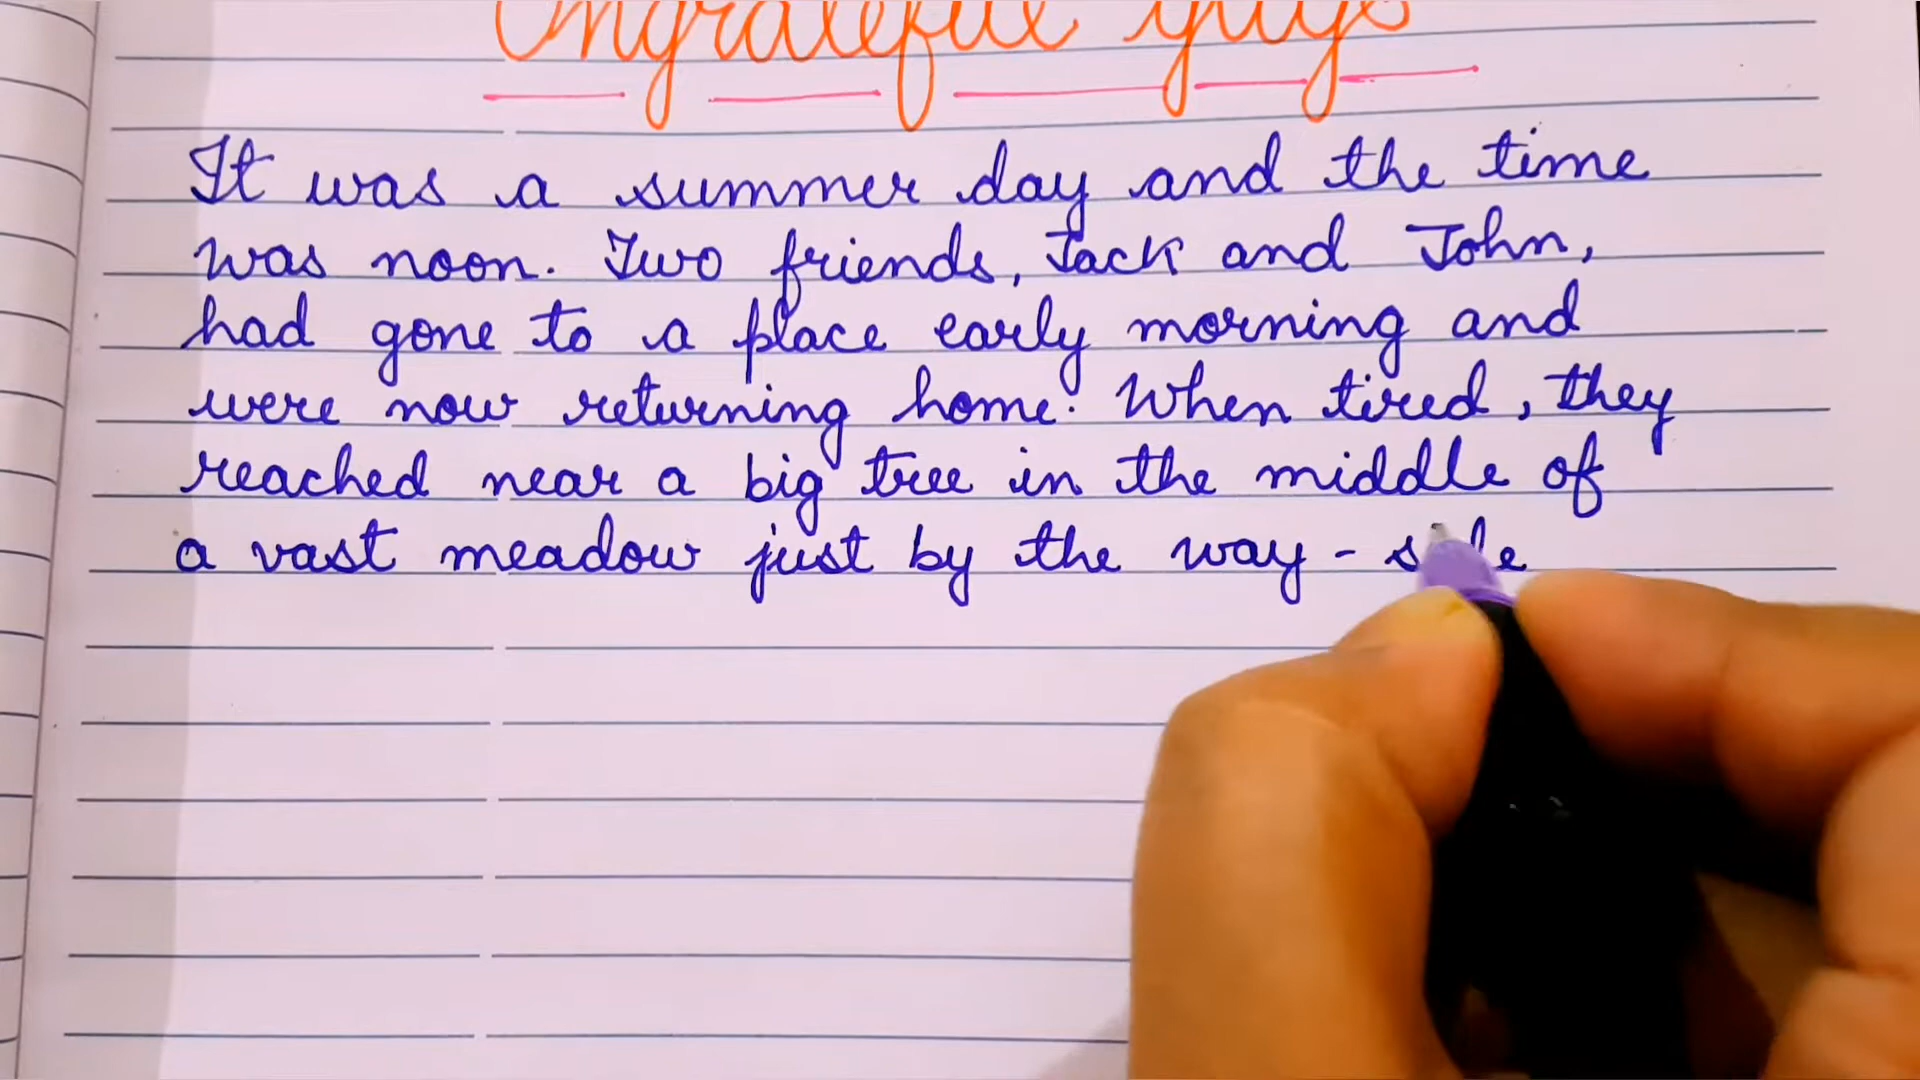 Ungrateful guys
It was a summer day and the time
was noon. Two friends, Jack and John,
had gone to a place early morning and
were now returning home. When tired, they
reached near a big tree in the middle of
a vast meadow just by the way-side